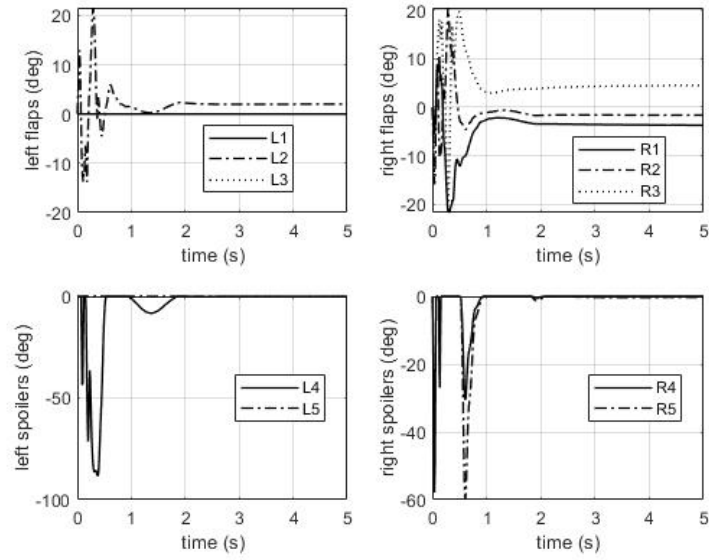 left flaps (deg)
20
10
0
-10
20
L1
L2
L3
0 1 2 3 4 5
time (s)
right flaps (deg)
20
10
0
-10
-20
R1
R2
R3
0 1 2 3 4 5
time (s)
left spoilers (deg)
0
-50
-100
L4
L5
0 1 2 3 4 5
time (s)
right spoilers (deg)
0
-20
-40
-60
R4
R5
0 1 2 3 4 5
time (s)